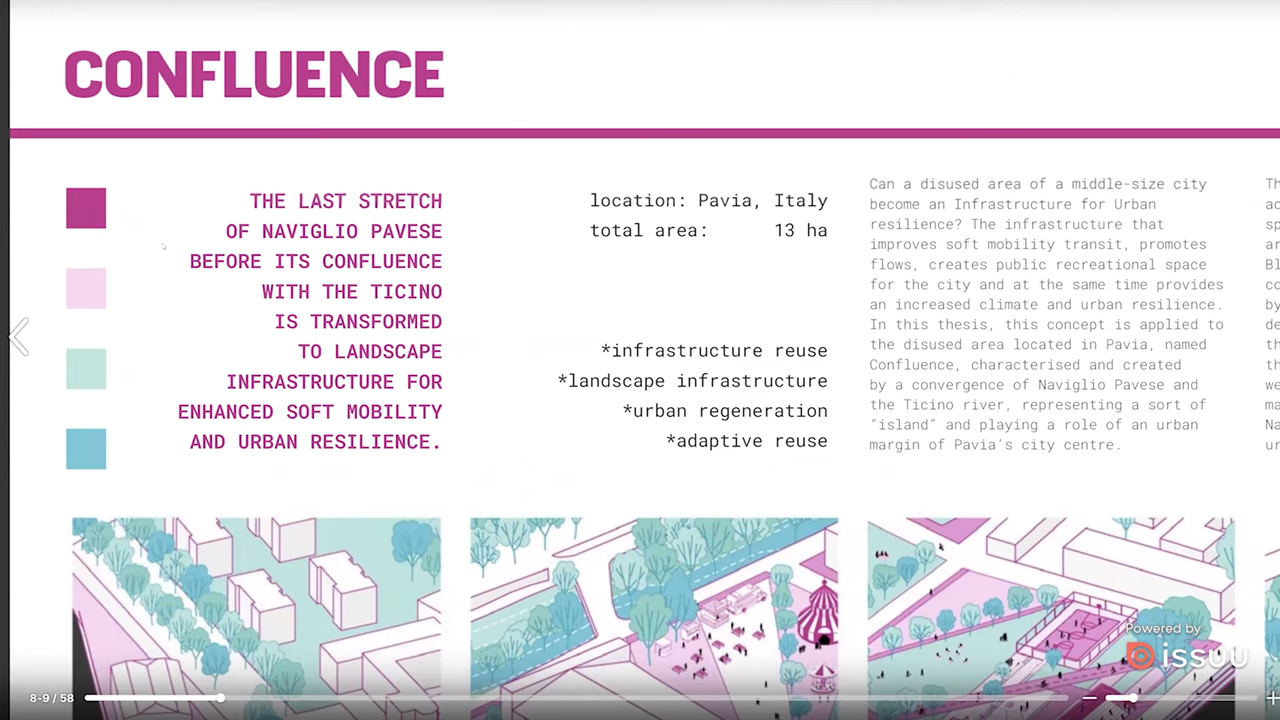 CONFLUENCE
THE LAST STRETCH
OF NAVIGLIO PAVESE
BEFORE ITS CONFLUENCE
WITH THE TICINO
IS TRANSFORMED
TO LANDSCAPE
INFRASTRUCTURE FOR
ENHANCED SOFT MOBILITY
AND URBAN RESILIENCE.
location: Pavia, Italy
total area: 13 ha
*infrastructure reuse
*landscape infrastructure
*urban regeneration
*adaptive reuse
Can a disused area of a middle-size city
become an Infrastructure for Urban
resilience? The infrastructure that
improves soft mobility transit, promotes
flows, creates public recreational space
for the city and at the same time provides
an increased climate and urban resilience.
In this thesis, this concept is applied to
the disused area located in Pavia, named
Confluence, characterised and created
by a convergence of Naviglio Pavese and
the Ticino river, representing a sort of
"island" and playing a role of an urban
margin of Pavia's city centre.
Powered by
issuu
8-9 / 58